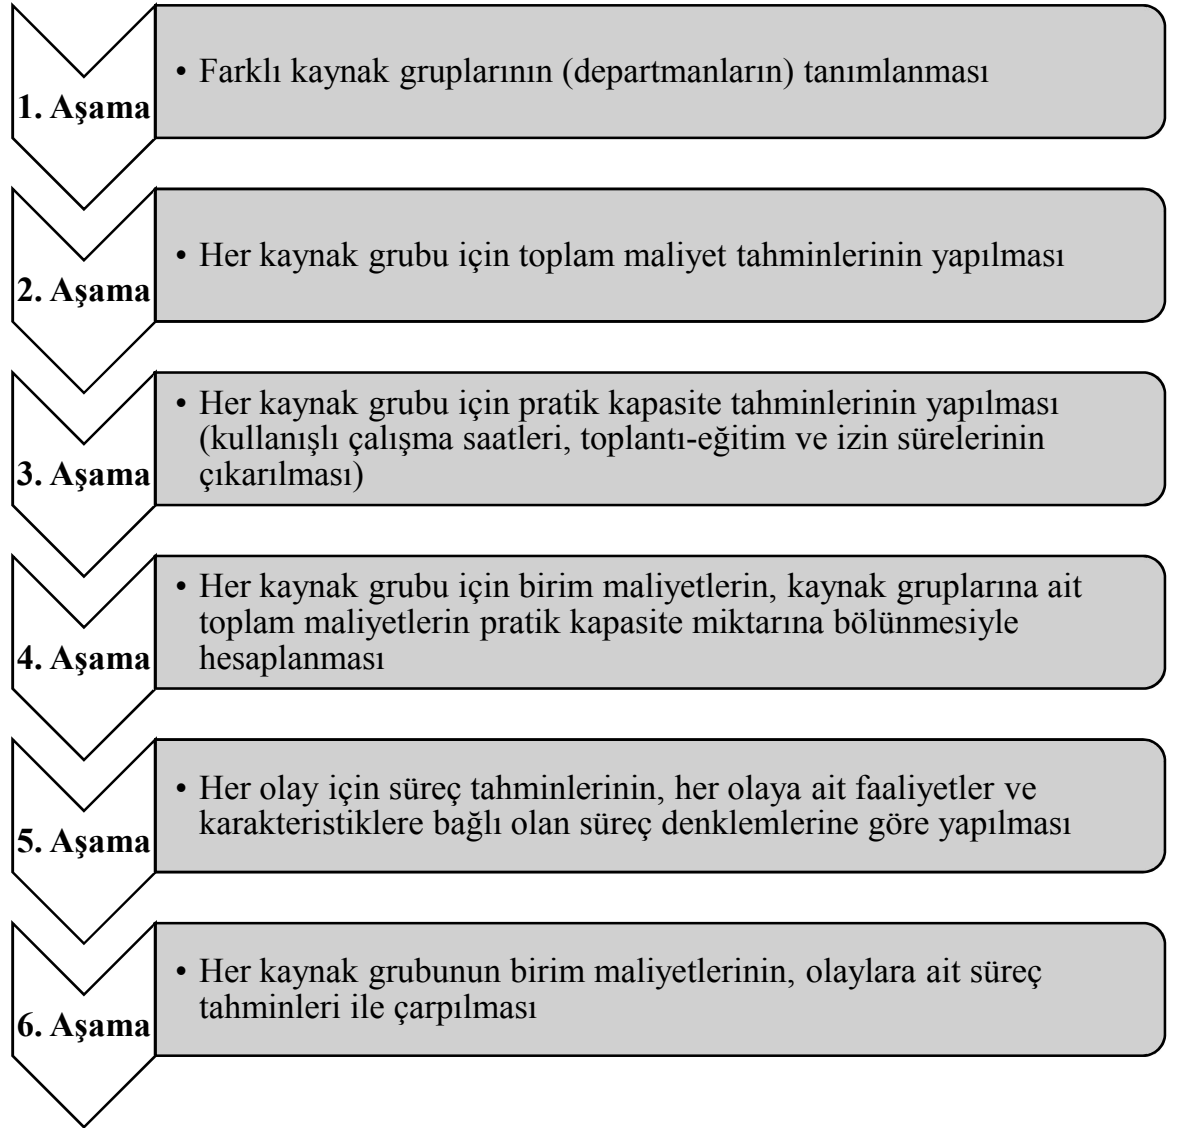 1. Aşama
• Farklı kaynak gruplarının (departmanların) tanımlanması
2. Aşama
• Her kaynak grubu için toplam maliyet tahminlerinin yapılması
3. Aşama
• Her kaynak grubu için pratik kapasite tahminlerinin yapılması
(kullanışlı çalışma saatleri, toplantı-eğitim ve izin sürelerinin
çıkarılması)
4. Aşama
• Her kaynak grubu için birim maliyetlerin, kaynak gruplarına ait
toplam maliyetlerin pratik kapasite miktarına bölünmesiyle
hesaplanması
5. Aşama
• Her olay için süreç tahminlerinin, her olaya ait faaliyetler ve
karakteristiklere bağlı olan süreç denklemlerine göre yapılması
6. Aşama
• Her kaynak grubunun birim maliyetlerinin, olaylara ait süreç
tahminleri ile çarpılması